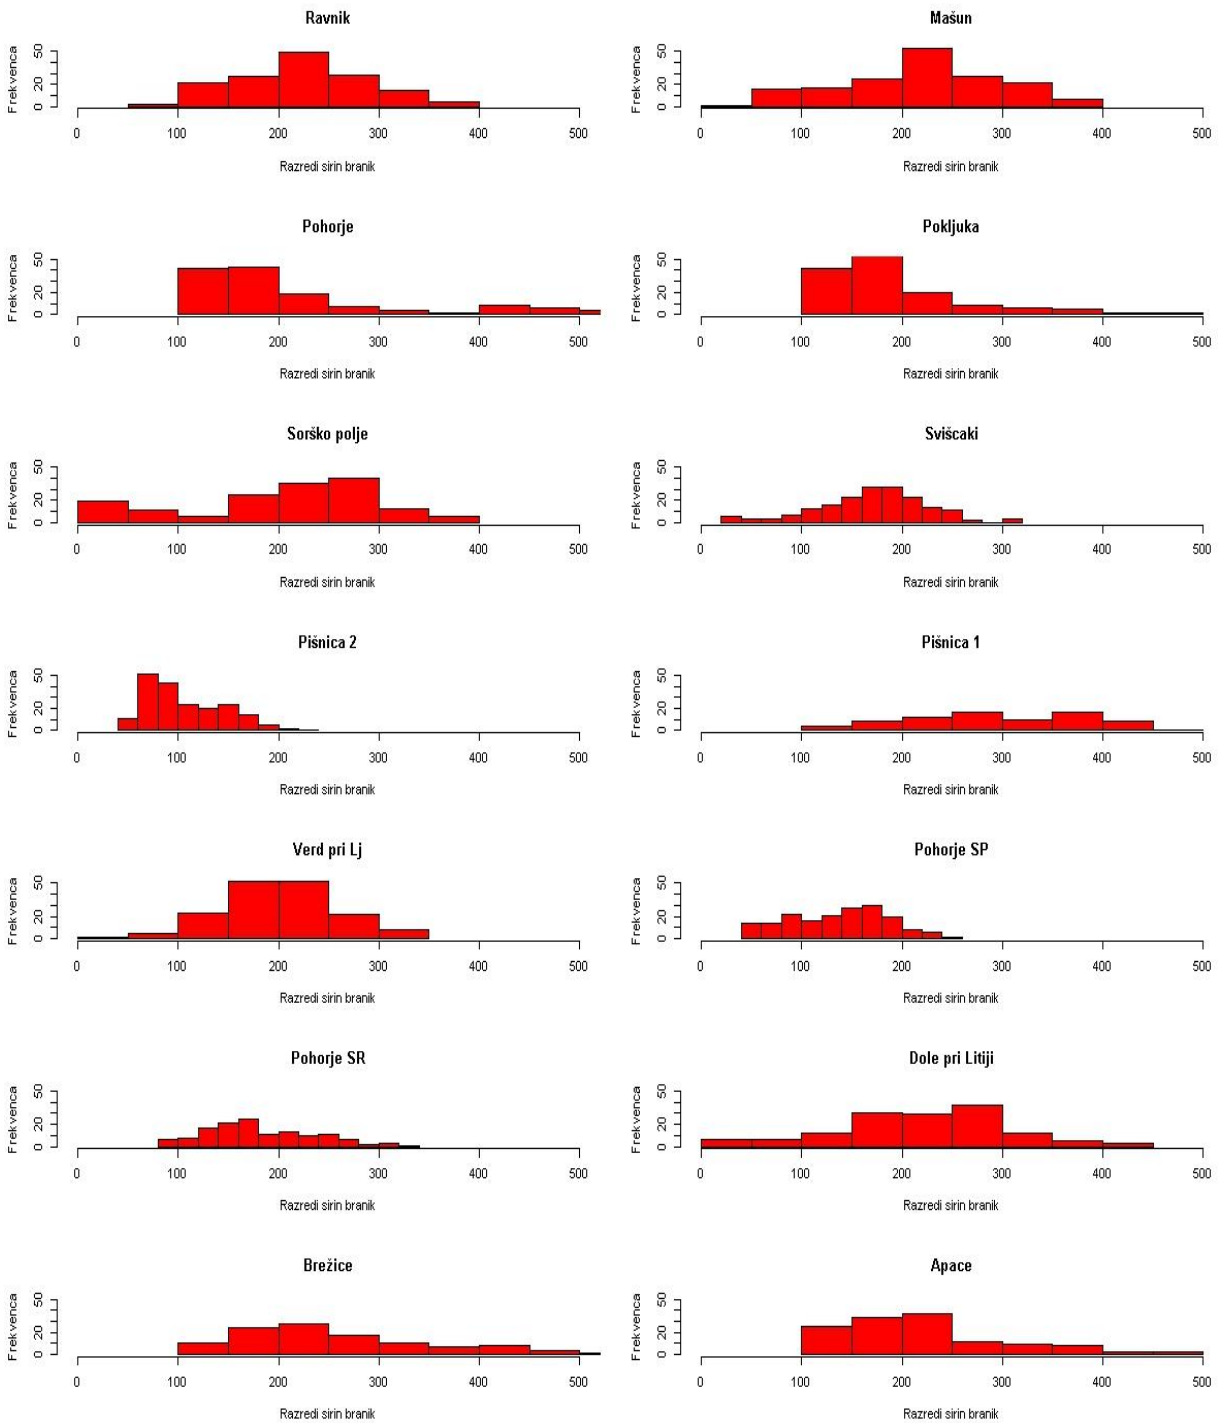 Ravnik
Frekvenca
0 20 50
0 100 200 300 400 500
Razredi sirin branik
Mašun
Frekvenca
0 20 50
0 100 200 300 400 500
Razredi sirin branik
Pohorje
Frekvenca
0 20 50
0 100 200 300 400 500
Razredi sirin branik
Pokljuka
Frekvenca
0 20 50
0 100 200 300 400 500
Razredi sirin branik
Sorško polje
Frekvenca
0 20 50
0 100 200 300 400 500
Razredi sirin branik
Svišcaki
Frekvenca
0 20 50
0 100 200 300 400 500
Razredi sirin branik
Pišnica 2
Frekvenca
0 20 50
0 100 200 300 400 500
Razredi sirin branik
Pišnica 1
Frekvenca
0 20 50
0 100 200 300 400 500
Razredi sirin branik
Verd pri Lj
Frekvenca
0 20 50
0 100 200 300 400 500
Razredi sirin branik
Pohorje SP
Frekvenca
0 20 50
0 100 200 300 400 500
Razredi sirin branik
Pohorje SR
Frekvenca
0 20 50
0 100 200 300 400 500
Razredi sirin branik
Dole pri Litiji
Frekvenca
0 20 50
0 100 200 300 400 500
Razredi sirin branik
Brežice
Frekvenca
0 20 50
0 100 200 300 400 500
Razredi sirin branik
Apace
Frekvenca
0 20 50
0 100 200 300 400 500
Razredi sirin branik